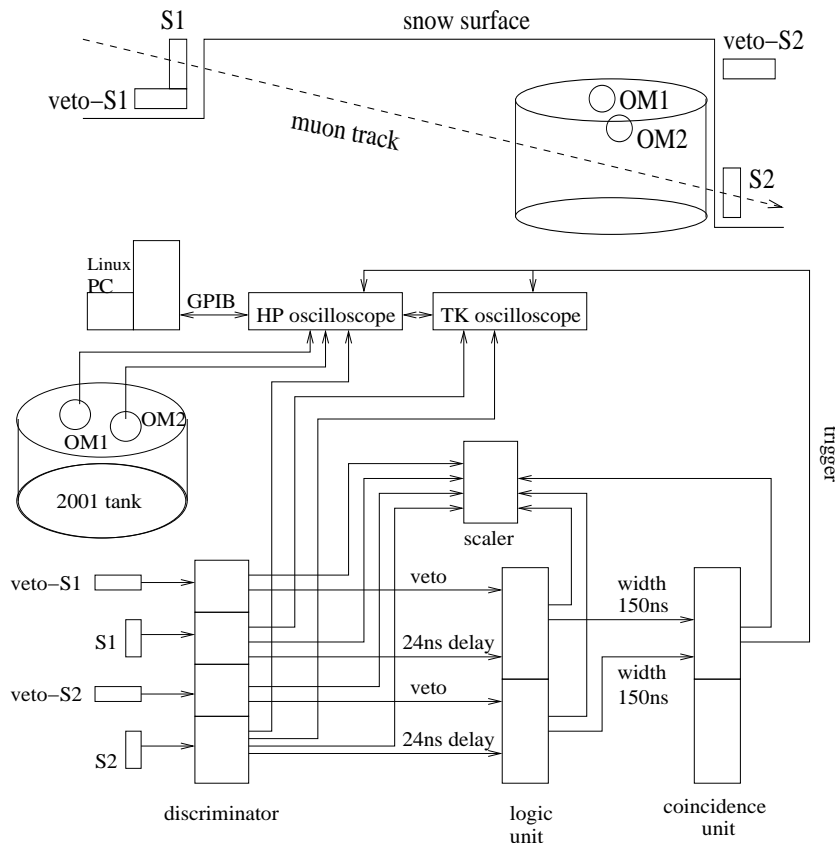 S1
snow surface
veto-S2
veto-S1
OM1
muon track
OM2
S2
Linux
PC
GPIB
HP oscilloscope
TK oscilloscope
OM1
OM2
trigger
2001 tank
scaler
veto-S1
veto
width
150ns
S1
24ns delay
veto-S2
veto
width
150ns
S2
24ns delay
discriminator
logic
unit
coincidence
unit